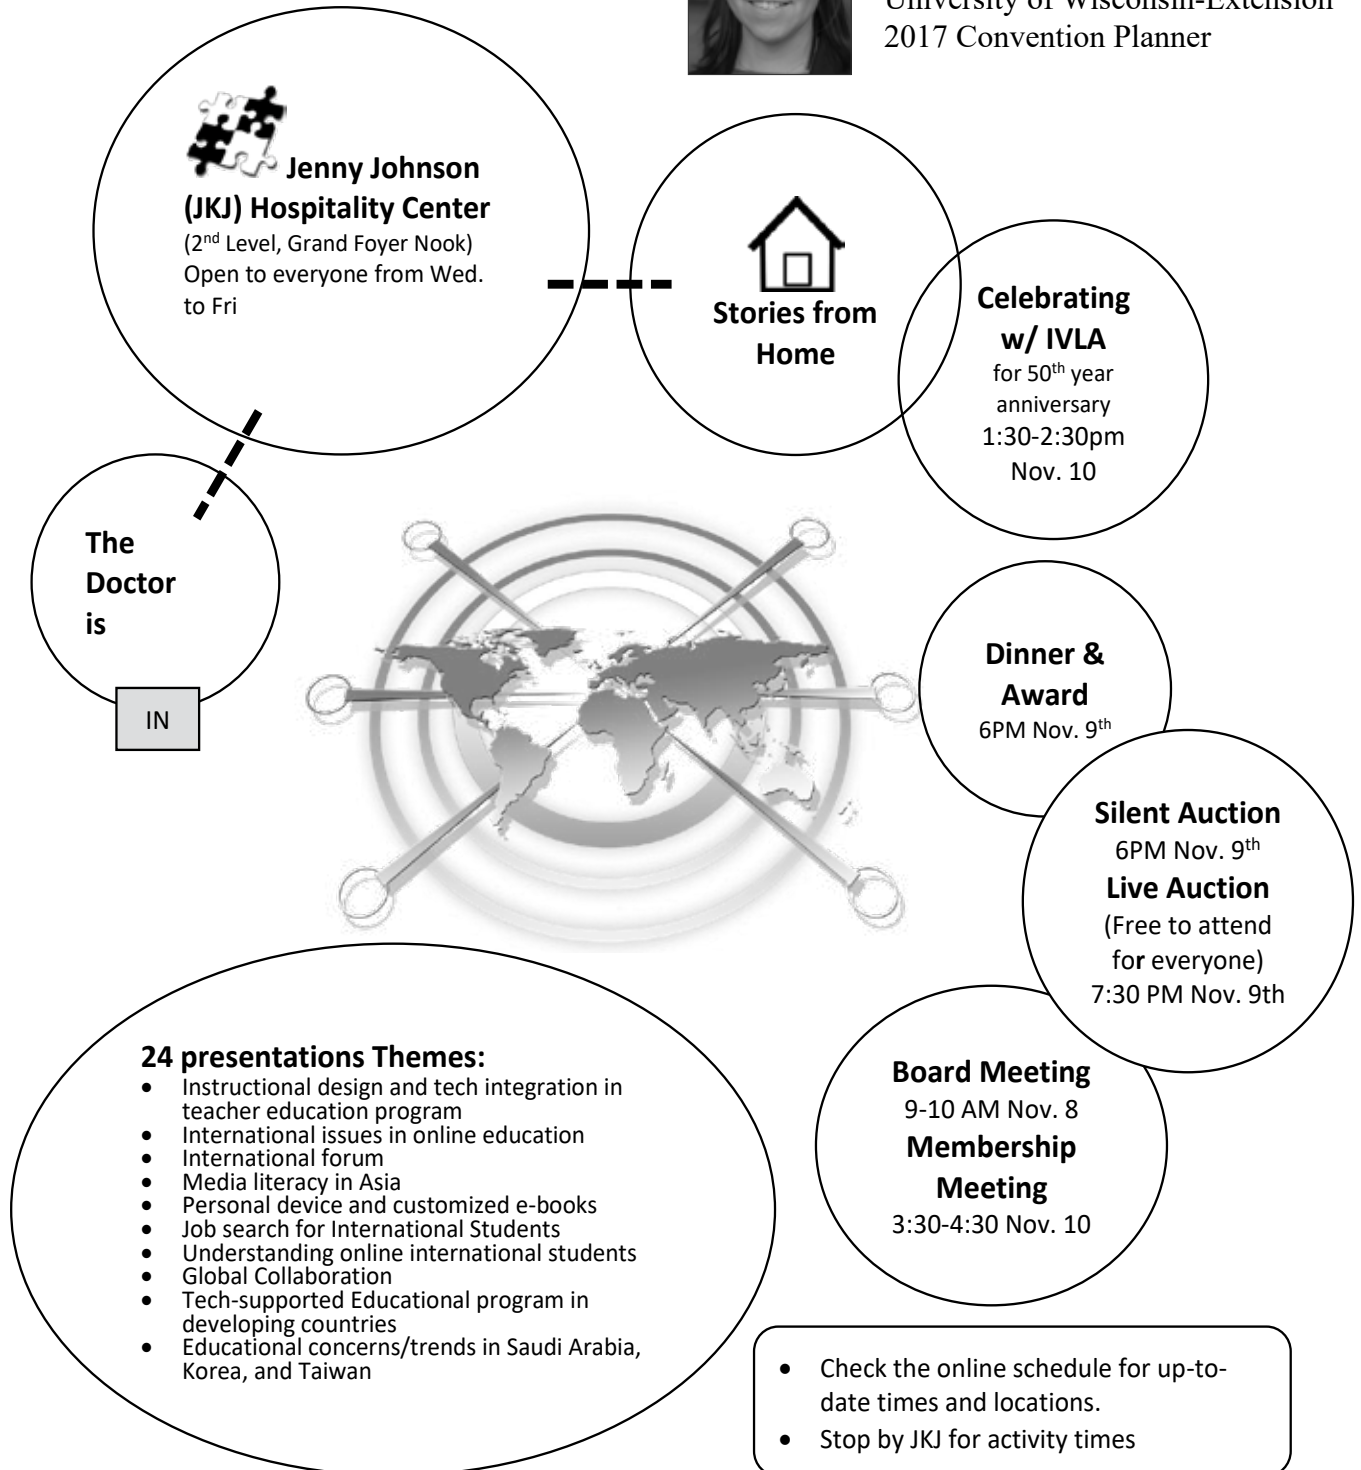 University of Wisconsin-Extension
2017 Convention Planner
Jenny Johnson
(JKJ) Hospitality Center
(2nd Level, Grand Foyer Nook)
Open to everyone from Wed.
to Fri
Stories from
Home
Celebrating
w/ IVLA
for 50th year
anniversary
1:30-2:30pm
Nov. 10
The
Doctor
is
IN
Dinner &
Award
6PM Nov. 9th
Silent Auction
6PM Nov. 9th
Live Auction
(Free to attend
for everyone)
7:30 PM Nov. 9th
Board Meeting
9-10 AM Nov. 8
Membership
Meeting
3:30-4:30 Nov. 10
24 presentations Themes:
• Instructional design and tech integration in
teacher education program
• International issues in online education
• International forum
• Media literacy in Asia
• Personal device and customized e-books
• Job search for International Students
• Understanding online international students
• Global Collaboration
• Tech-supported Educational program in
developing countries
• Educational concerns/trends in Saudi Arabia,
Korea, and Taiwan
• Check the online schedule for up-to-
date times and locations.
• Stop by JKJ for activity times